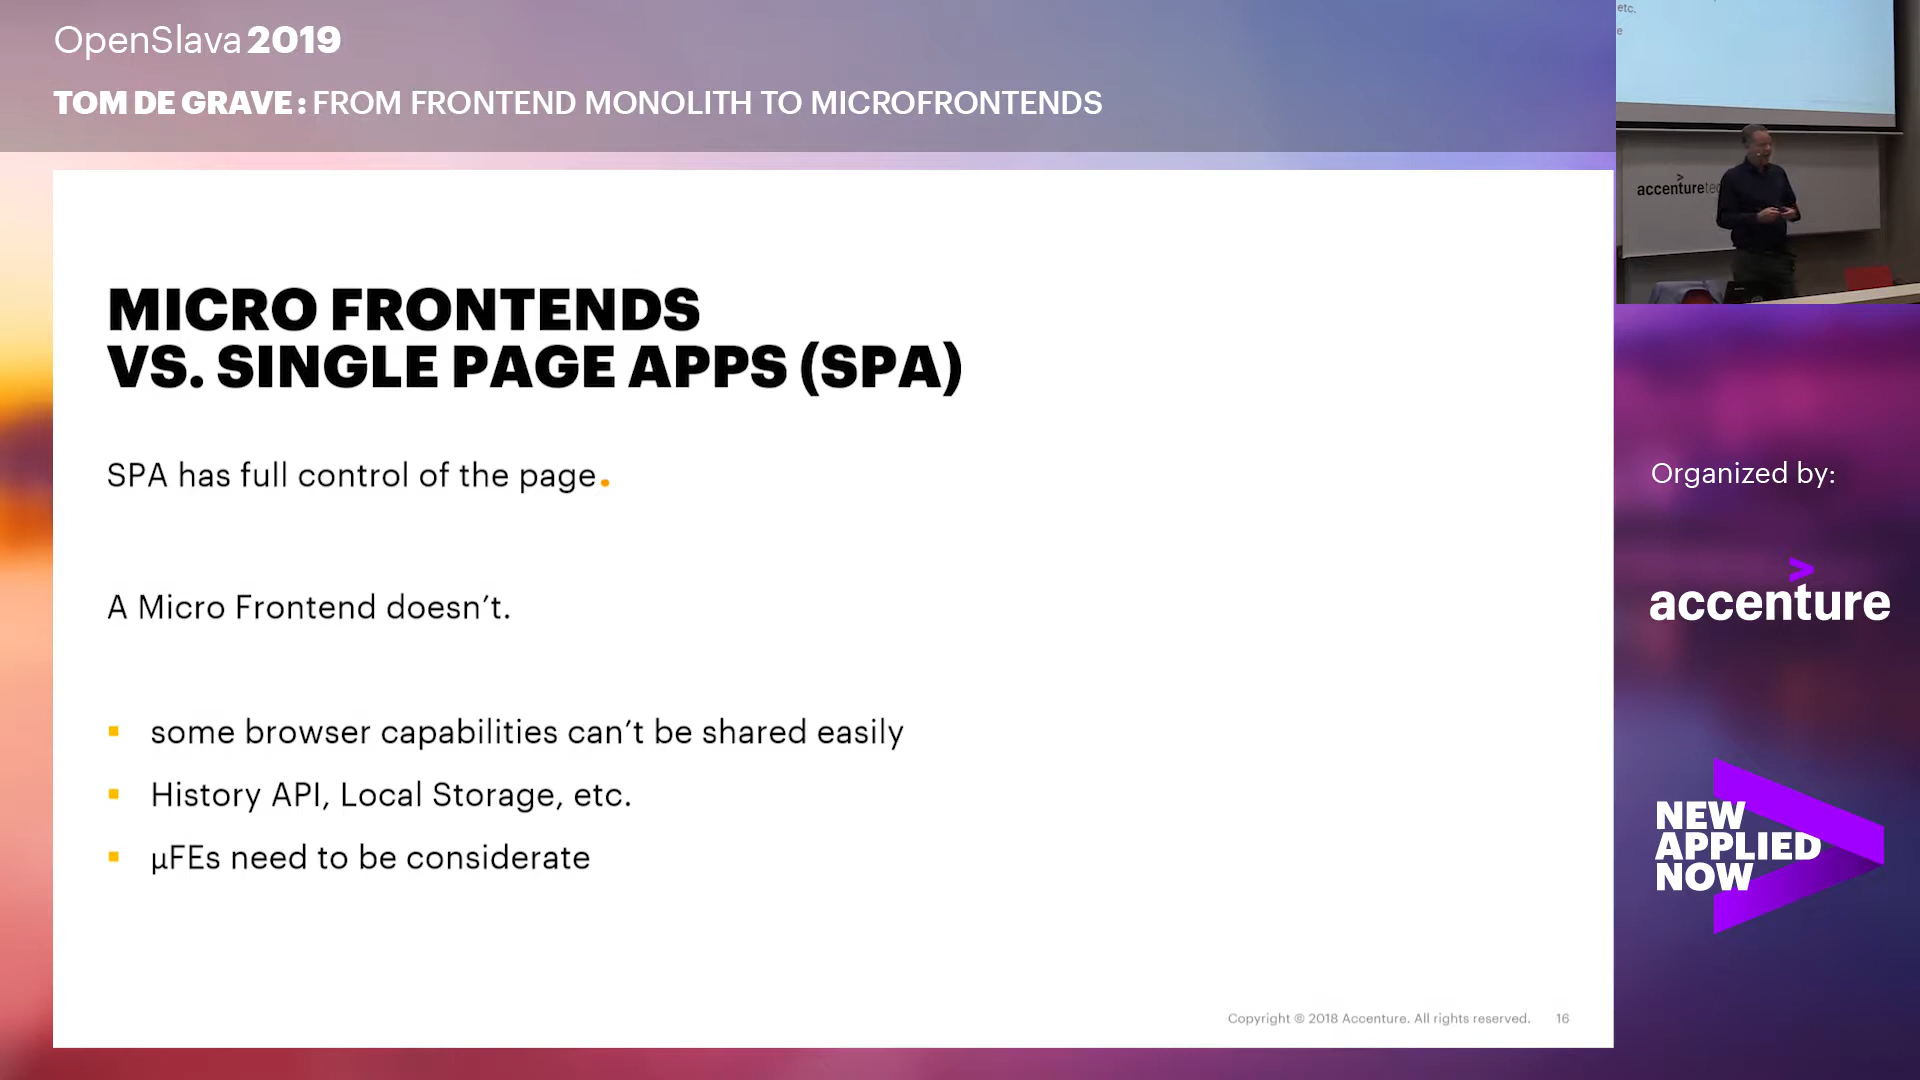 OpenSlava 2019
TOM DE GRAVE: FROM FRONTEND MONOLITH TO MICROFRONTENDS
etc.
accenture
MICRO FRONTENDS
VS. SINGLE PAGE APPS (SPA)
SPA has full control of the page.
A Micro Frontend doesn't.
▪ some browser capabilities can't be shared easily
▪ History API, Local Storage, etc.
▪ µFEs need to be considerate
Copyright © 2018 Accenture. All rights reserved. 16
Organized by:
>
accenture
NEW
APPLIED
NOW